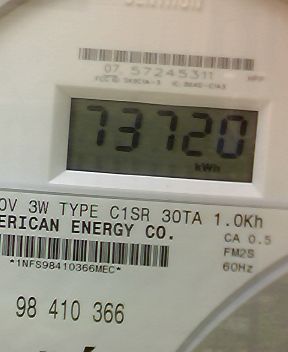 CENTRON
07 57245311
73720
kWh
0V 3W TYPE C1SR 30TA 1.0Kh
ERICAN ENERGY CO.
CA 0.5
FM2S
60Hz
*1NFS98410366MEC*
98 410 366